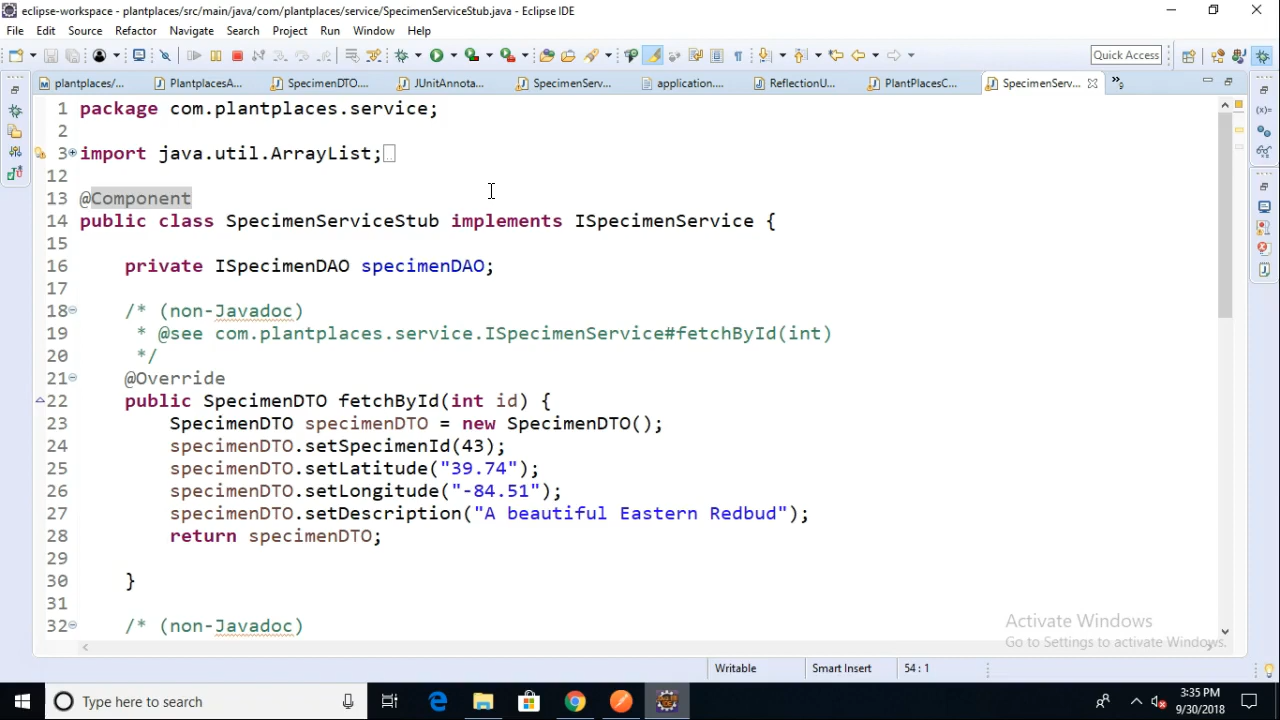 eclipse-workspace - plantplaces/src/main/java/com/plantplaces/service/SpecimenServiceStub.java - Eclipse IDE
File Edit Source Refactor Navigate Search Project Run Window Help
Quick Access
plantplaces/... PlantplacesA... SpecimenDTO.... JUnitAnnota... SpecimenServ... application.... ReflectionU... PlantPlacesC... SpecimenServ... 9
1 package com.plantplaces.service;
2
3 import java.util.ArrayList;
12
13 @Component
14 public class SpecimenServiceStub implements ISpecimenService {
15
16 private ISpecimenDAO specimenDAO;
17
18 /* (non-Javadoc)
19 * @see com.plantplaces.service.ISpecimenService#fetchById(int)
20 */
21 @Override
22 public SpecimenDTO fetchById(int id) {
23 SpecimenDTO specimenDTO = new SpecimenDTO();
24 specimenDTO.setSpecimenId(43);
25 specimenDTO.setLatitude("39.74");
26 specimenDTO.setLongitude("-84.51");
27 specimenDTO.setDescription("A beautiful Eastern Redbud");
28 return specimenDTO;
29
30 }
31
32 /* (non-Javadoc)
Activate Windows
Go to Settings to activate Windows.
Writable Smart Insert 54 : 1
Type here to search
3:35 PM
9/30/2018